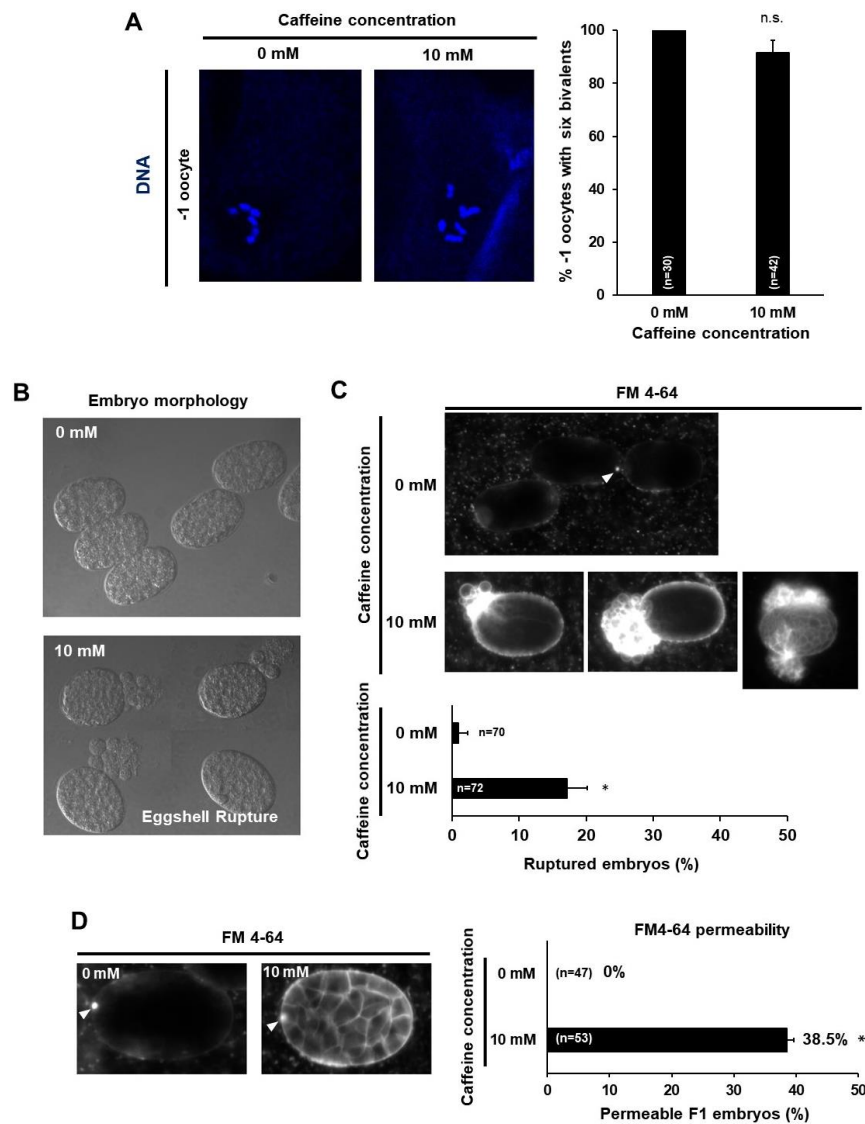 A
Caffeine concentration
0 mM
10 mM
DNA
-1 oocyte
n.s.
% -1 oocytes with six bivalents
100
80
60
40
20
0
(n=30)
(n=42)
0 mM
10 mM
Caffeine concentration
B
Embryo morphology
0 mM
10 mM
Eggshell Rupture
C
FM 4-64
Caffeine concentration
0 mM
10 mM
Caffeine concentration
0 mM
n=70
10 mM
n=72
*
0
10
20
30
40
50
Ruptured embryos (%)
D
FM 4-64
0 mM
10 mM
FM4-64 permeability
Caffeine concentration
0 mM
(n=47)
0%
10 mM
(n=53)
38.5%
*
0
10
20
30
40
50
Permeable F1 embryos (%)